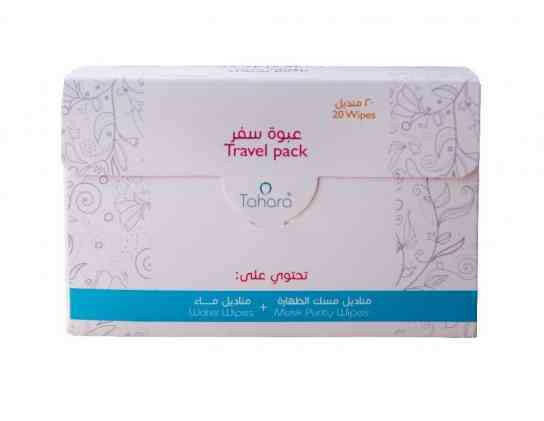 ٢٠ منديل
20 Wipes
عبوة سفر
Travel pack
Tahara
تحتوي على:
مناديل مسك الطهارة + مناديل ماء
Musk Purity Wipes Water Wipes